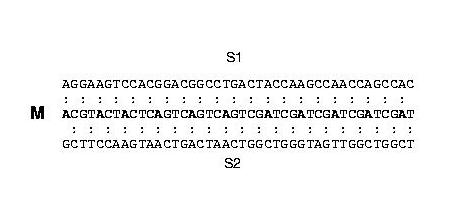 S1
AGGAAGTCCACGGACGGCCTGACTACCAAGCCAACCAGCCAC
: : : : : : : : : : : : : : : : : : : : :
M ACGTACTACTCAGTCAGTCAGTCGATCGATCGATCGATCGAT
: : : : : : : : : : : : : : : : : : : : :
GCTTCCAAGTAACTGACTAACTGGCTGGGTAGTTGGCTGGCT
S2